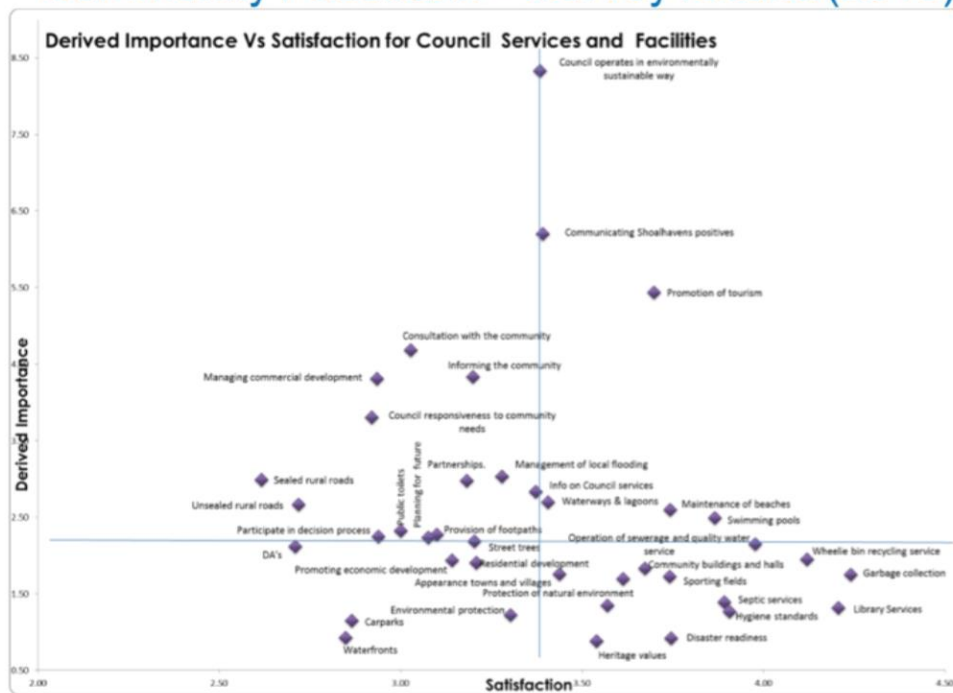 Derived Importance Vs Satisfaction for Council Services and Facilities
8.50
Council operates in environmentally
sustainable way
7.50
6.50
Communicating Shoalhavens positives
5.50
Promotion of tourism
Consultation with the community
Informing the community
Managing commercial development
Council responsiveness to community
needs
Derived Importance
Partnerships.
Management of local flooding
Sealed rural roads
Info on Council services
Unsealed rural roads
Public toilets
Planning for future
Waterways & lagoons
Maintenance of beaches
2.50
Swimming pools
Participate in decision process
Provision of footpaths
Operation of sewerage and quality water
service
Street trees
DA's
Wheelie bin recycling service
Promoting economic development
Residential development
Community buildings and halls
Garbage collection
Appearance towns and villages
Sporting fields
1.50
Protection of natural environment
Septic services
Environmental protection
Hygiene standards
Library Services
Carparks
Disaster readiness
Waterfronts
Heritage values
0.50
2.00
2.50
3.00
3.50
4.00
4.50
Satisfaction